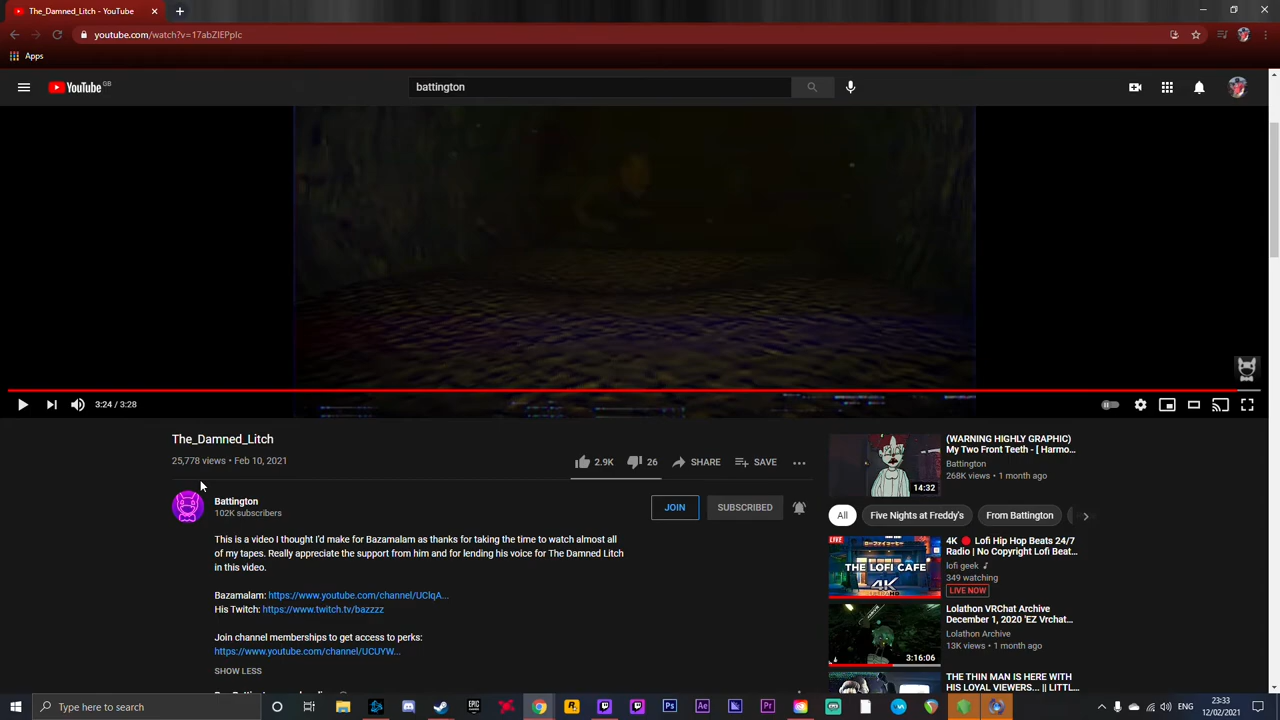 The_Damned_Litch - YouTube
youtube.com/watch?v=17abZIEPpIc
Apps
YouTube GB
battington
3:24 / 3:28
The_Damned_Litch
25,778 views • Feb 10, 2021
2.9K
26
SHARE
SAVE
Battington
102K subscribers
JOIN
SUBSCRIBED
This is a video I thought I'd make for Bazamalam as thanks for taking the time to watch almost all
of my tapes. Really appreciate the support from him and for lending his voice for The Damned Litch
in this video.
Bazamalam: https://www.youtube.com/channel/UClqA...
His Twitch: https://www.twitch.tv/bazzzz
Join channel memberships to get access to perks:
https://www.youtube.com/channel/UCUYW...
SHOW LESS
(WARNING HIGHLY GRAPHIC)
My Two Front Teeth - [ Harmo...
Battington
268K views • 1 month ago
14:32
All
Five Nights at Freddy's
From Battington
LIVE
THE LOFI CAFE
4K
4K 🔴 Lofi Hip Hop Beats 24/7
Radio | No Copyright Lofi Beat...
lofi geek
349 watching
LIVE NOW
Lolathon VRChat Archive
December 1, 2020 'EZ Vrchat...
Lolathon Archive
13K views • 1 month ago
3:16:06
THE THIN MAN IS HERE WITH
HIS LOYAL VIEWERS... || LITTL...
Type here to search
EPIC
Ps
Ae
Pr
ENG
23:33
12/02/2021